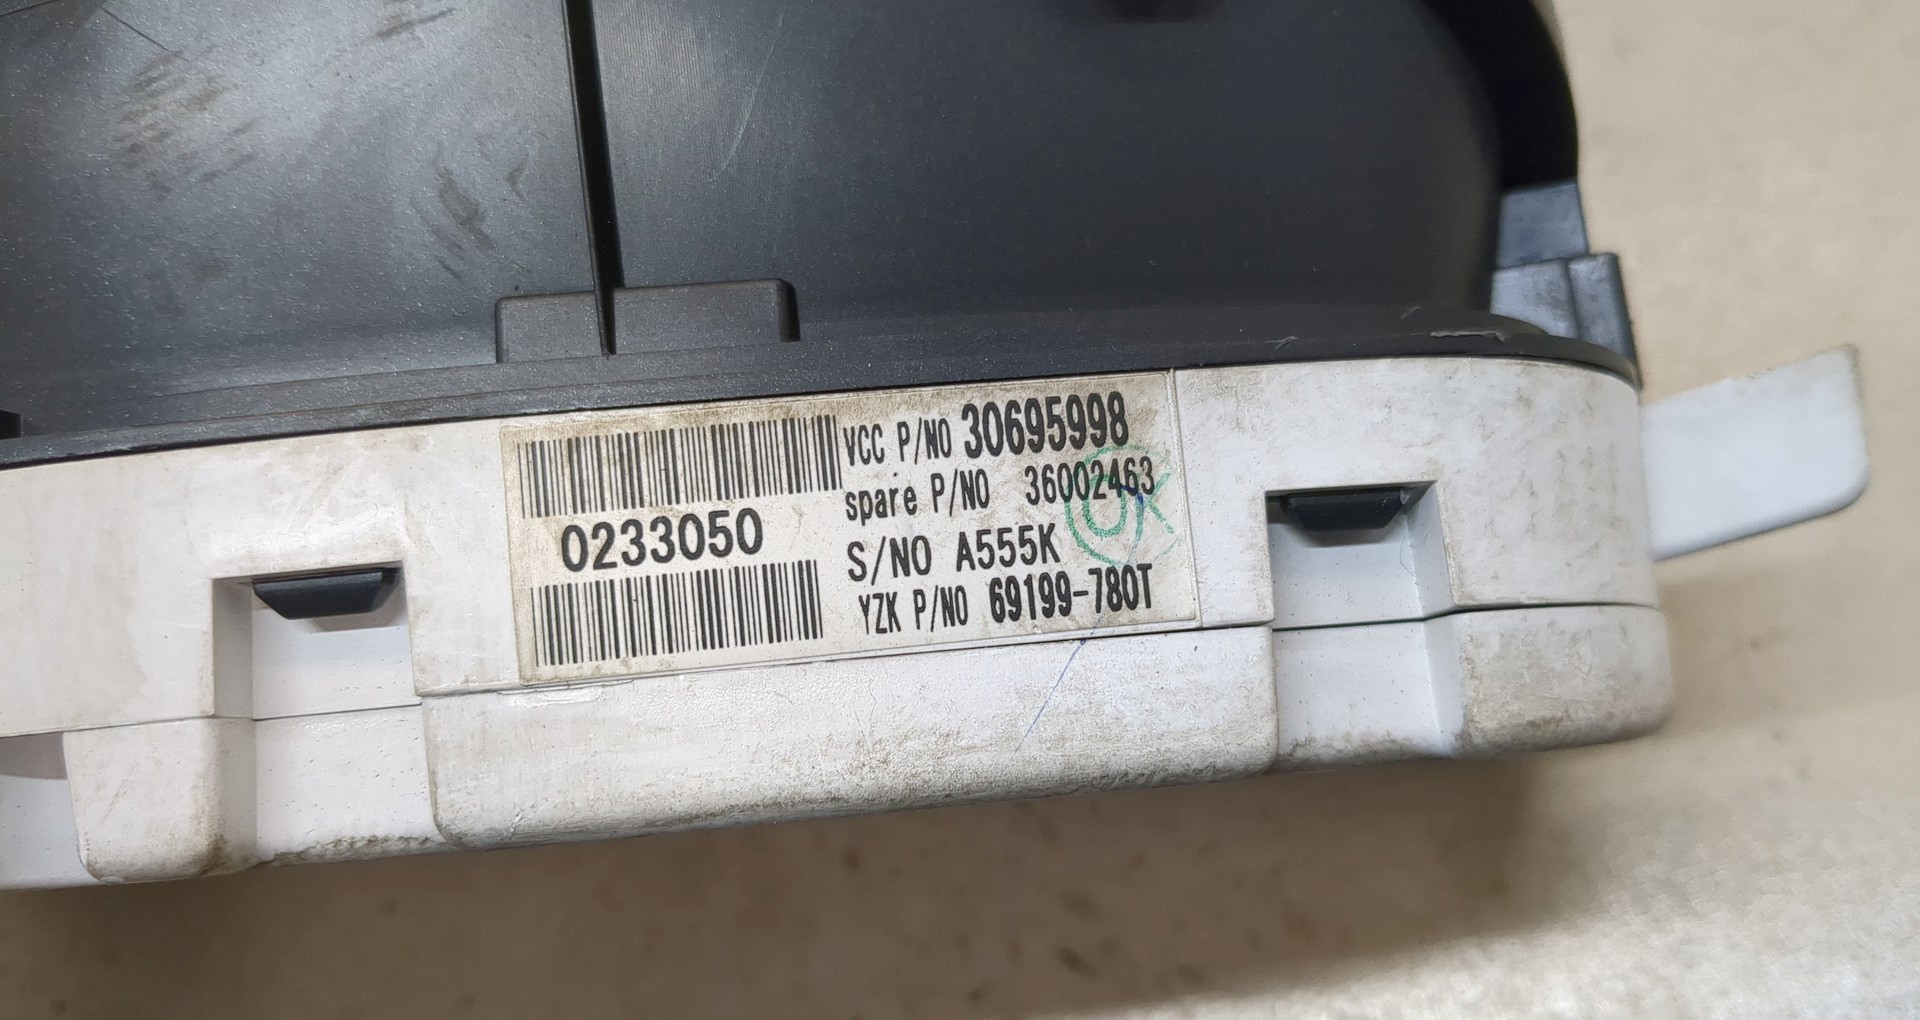 VCC P/NO 30695998
spare P/NO 36002463
0233050
S/NO A555K
YZK P/NO 69199-780T
OK